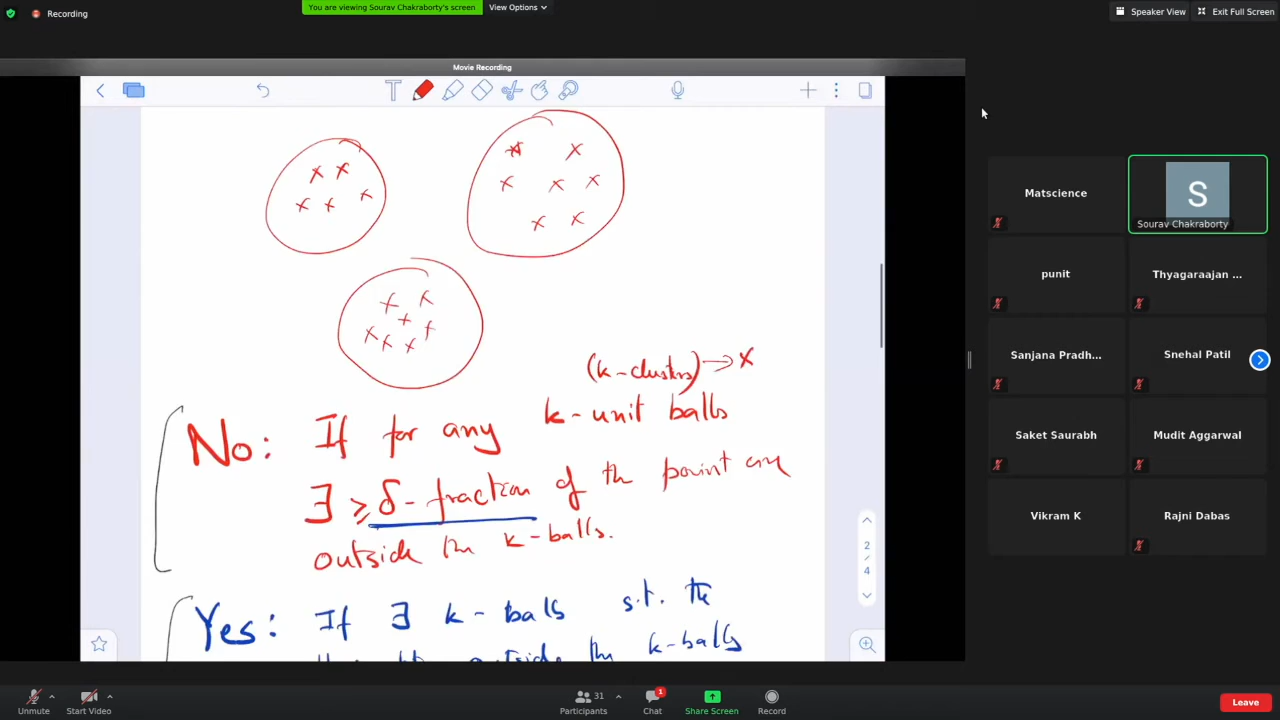 Recording
You are viewing Sourav Chakraborty's screen
View Options
Speaker View
Exit Full Screen
Movie Recording
(k-clusters) → x
No: If for any k-unit balls
∃ ≥ δ-fraction of the point are
outside the k-balls.
Yes: If ∃ k-balls s.t. the
outside the k-balls
2
/
4
Matscience
S
Sourav Chakraborty
punit
Thyagaraajan ...
Sanjana Pradh...
Snehal Patil
Saket Saurabh
Mudit Aggarwal
Vikram K
Rajni Dabas
Unmute
Start Video
31
Participants
1
Chat
Share Screen
Record
Leave